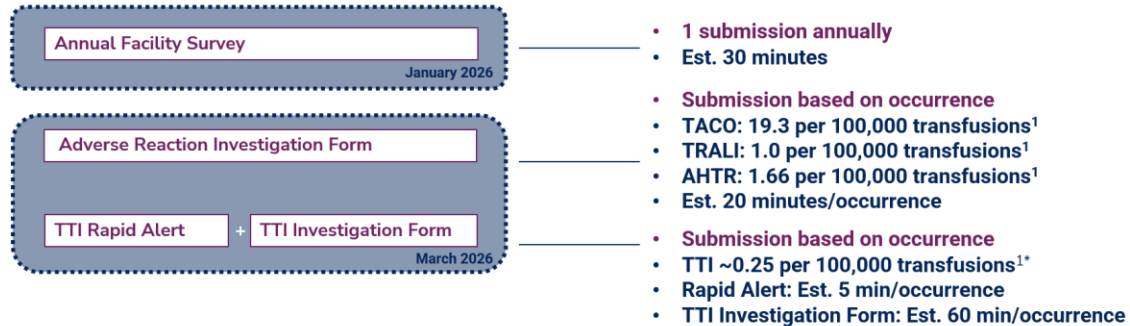 Annual Facility Survey
January 2026
• 1 submission annually
• Est. 30 minutes
Adverse Reaction Investigation Form
• Submission based on occurrence
• TACO: 19.3 per 100,000 transfusions¹
• TRALI: 1.0 per 100,000 transfusions¹
• AHTR: 1.66 per 100,000 transfusions¹
• Est. 20 minutes/occurrence
TTI Rapid Alert + TTI Investigation Form
March 2026
• Submission based on occurrence
• TTI ~0.25 per 100,000 transfusions¹*
• Rapid Alert: Est. 5 min/occurrence
• TTI Investigation Form: Est. 60 min/occurrence